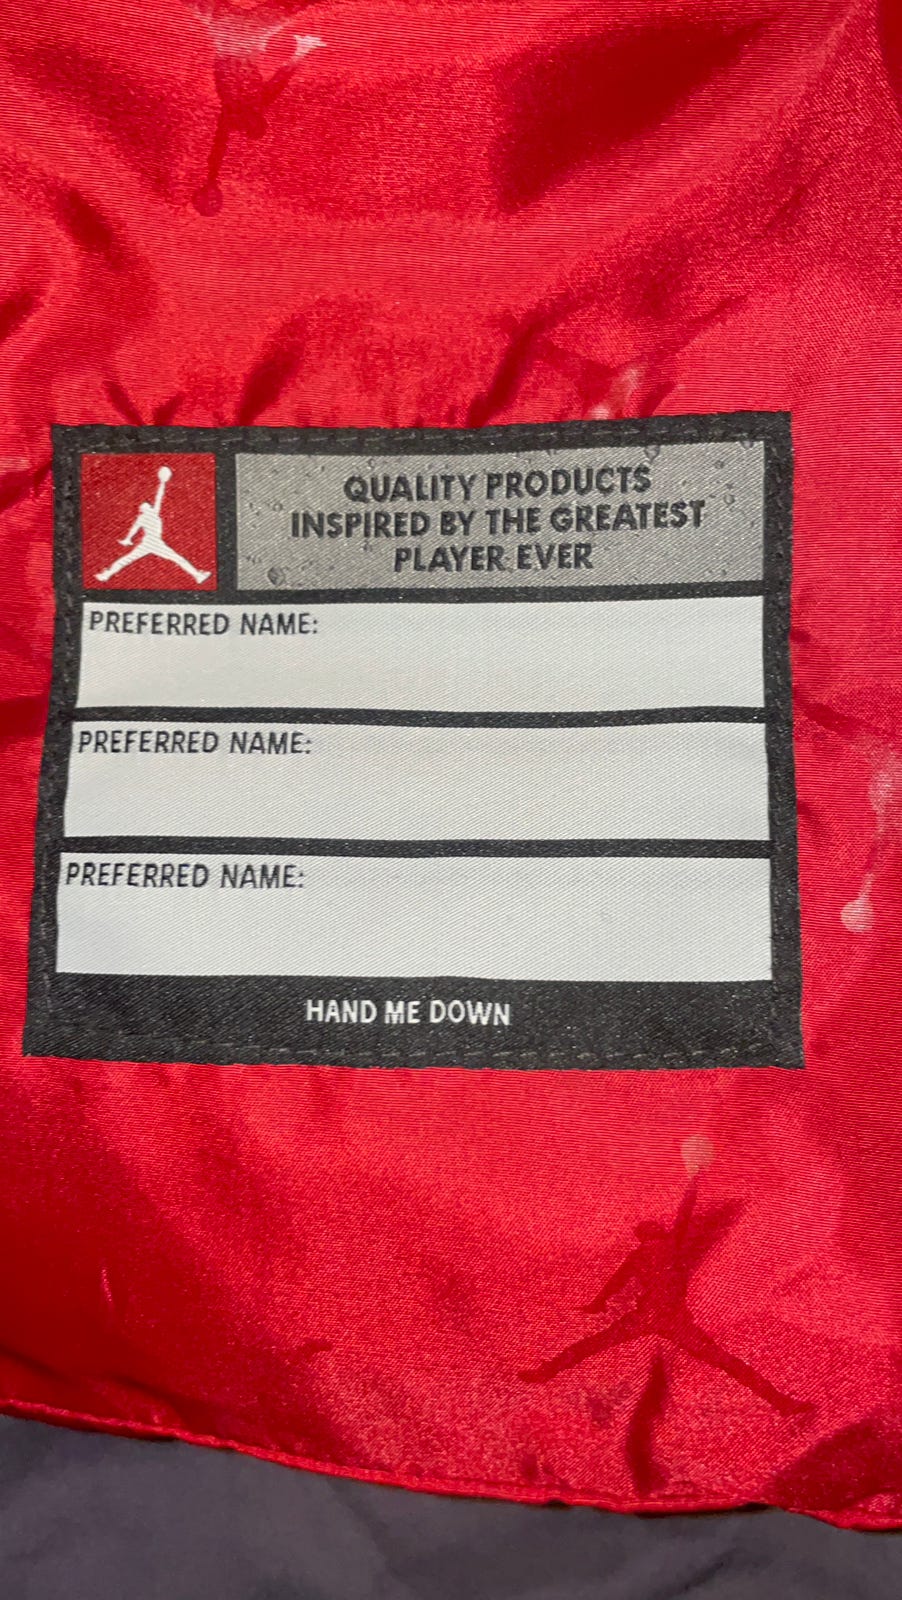 QUALITY PRODUCTS
INSPIRED BY THE GREATEST
PLAYER EVER
PREFERRED NAME:
PREFERRED NAME:
PREFERRED NAME:
HAND ME DOWN